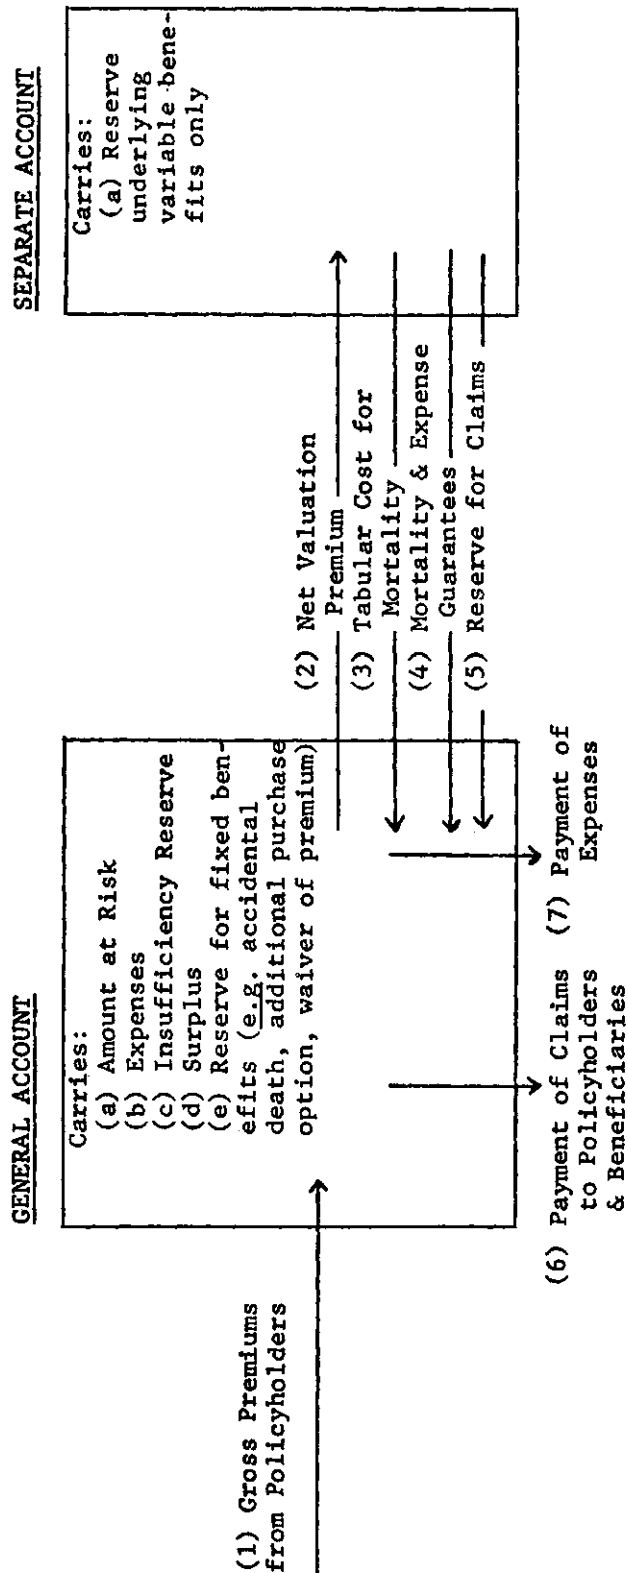 GENERAL ACCOUNT
SEPARATE ACCOUNT
(1) Gross Premiums
from Policyholders
Carries:
(a) Amount at Risk
(b) Expenses
(c) Insufficiency Reserve
(d) Surplus
(e) Reserve for fixed ben-
efits (e.g. accidental
death, additional purchase
option, waiver of premium)
(2) Net Valuation
Premium
(3) Tabular Cost for
Mortality
(4) Mortality & Expense
Guarantees
(5) Reserve for Claims
Carries:
(a) Reserve
underlying
variable bene-
fits only
(6) Payment of Claims
to Policyholders
& Beneficiaries
(7) Payment of
Expenses